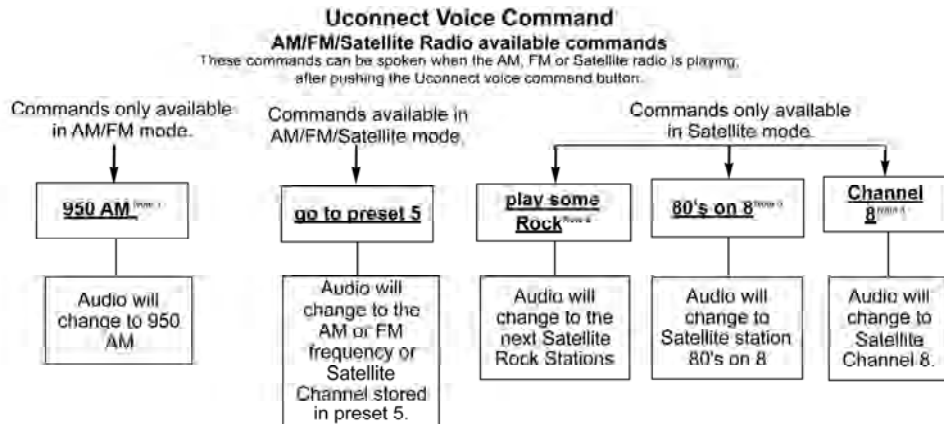 Uconnect Voice Command
AM/FM/Satellite Radio available commands
These commands can be spoken when the AM, FM or Satellite radio is playing,
after pushing the Uconnect voice command button.
Commands only available
in AM/FM mode.
Commands available in
AM/FM/Satellite mode.
Commands only available
in Satellite mode.
950 AM
go to preset 5
play some
Rock
80's on 8
Channel
8
Audio will
change to 950
AM
Audio will
change to the
AM or FM
frequency or
Satellite
Channel stored
in preset 5.
Audio will
change to the
next Satellite
Rock Stations
Audio will
change to
Satellite station
80's on 8
Audio will
change to
Satellite
Channel 8.